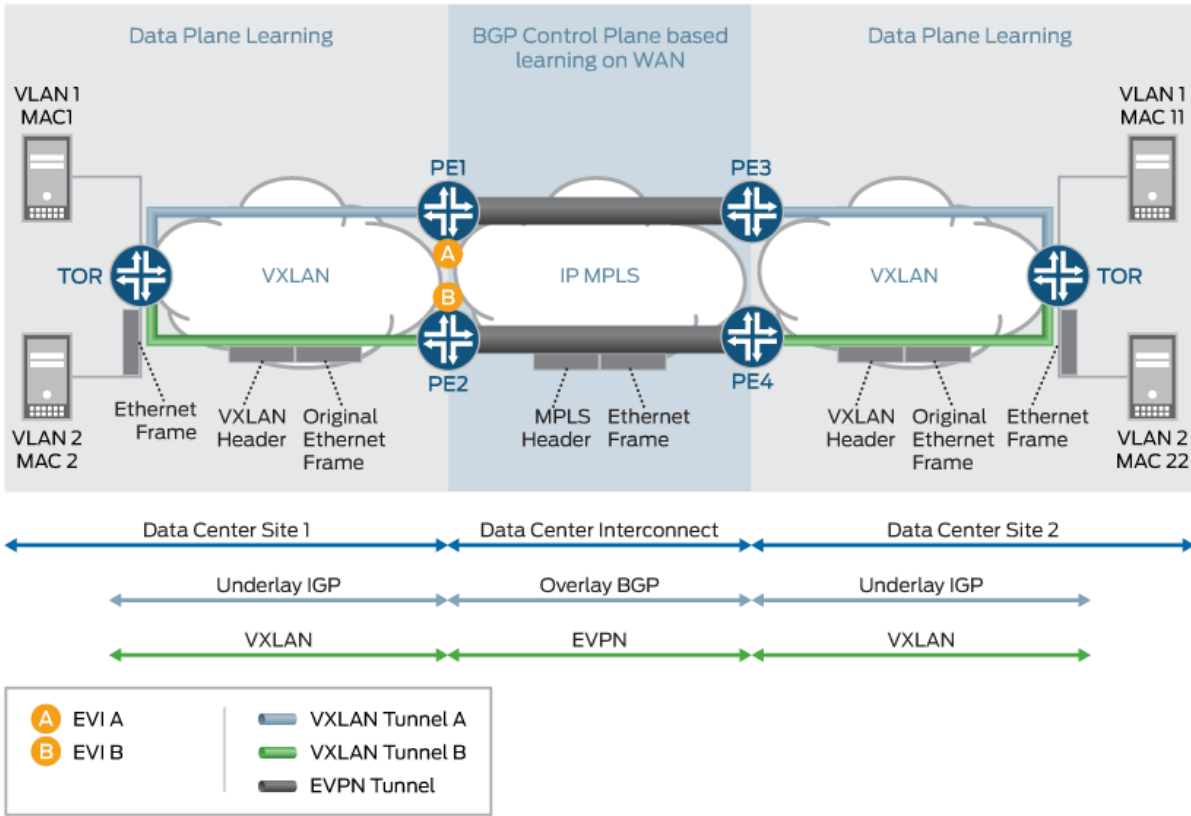 Data Plane Learning
BGP Control Plane based
learning on WAN
Data Plane Learning
VLAN 1
MAC1
VLAN 1
MAC 11
PE1
PE3
A
TOR
VXLAN
IP MPLS
VXLAN
TOR
B
PE2
PE4
Ethernet
Frame
VXLAN
Header
Original
Ethernet
Frame
MPLS
Header
Ethernet
Frame
VXLAN
Header
Original
Ethernet
Frame
Ethernet
Frame
VLAN 2
MAC 2
VLAN 2
MAC 22
Data Center Site 1
Data Center Interconnect
Data Center Site 2
Underlay IGP
Overlay BGP
Underlay IGP
VXLAN
EVPN
VXLAN
A EVI A
B EVI B
VXLAN Tunnel A
VXLAN Tunnel B
EVPN Tunnel